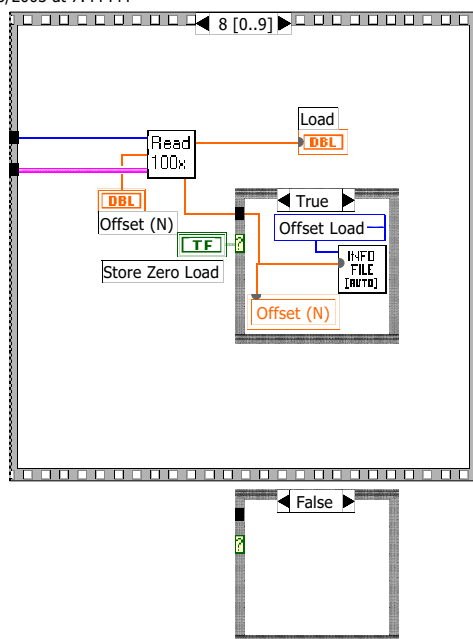 8 [0..9]
Load
DBL
Read
100x
DBL
Offset (N)
TF
Store Zero Load
True
Offset Load
INFO
FILE
[AUTO]
?
Offset (N)
False
?